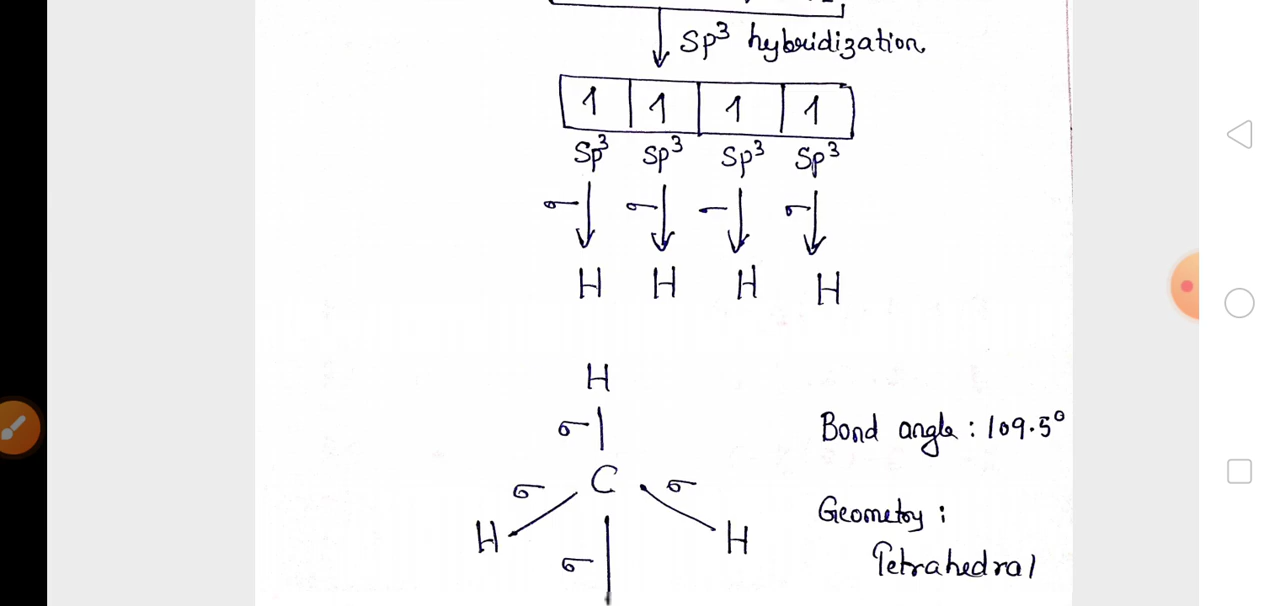 Sp³ hybridization
1 1 1 1
Sp³ Sp³ Sp³ Sp³
σ σ σ
H H H H
H
σ
C
σ σ
H H
σ
Bond angle : 109.5°
Geometry :
Tetrahedral